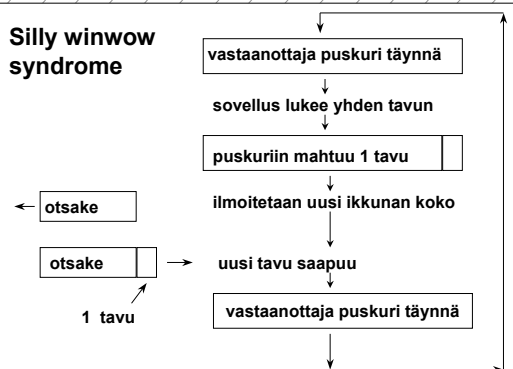 Silly winwow
syndrome
vastaanottaja puskuri täynnä
sovellus lukee yhden tavun
puskuriin mahtuu 1 tavu
ilmoitetaan uusi ikkunan koko
otsake
otsake
uusi tavu saapuu
1 tavu
vastaanottaja puskuri täynnä